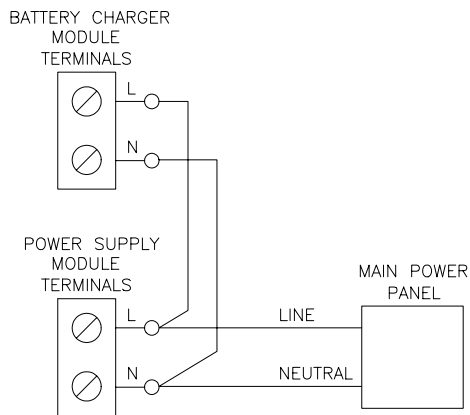 BATTERY CHARGER
MODULE
TERMINALS
L
N
POWER SUPPLY
MODULE
TERMINALS
L
N
LINE
NEUTRAL
MAIN POWER
PANEL